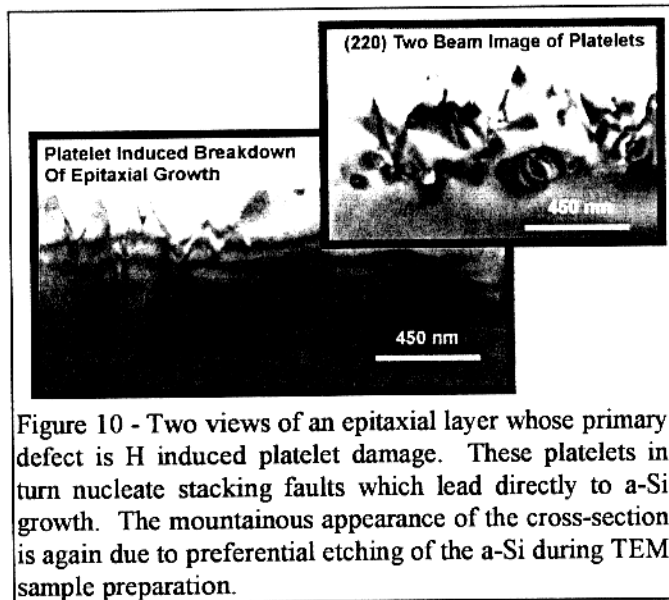 (220) Two Beam Image of Platelets
450 nm
Platelet Induced Breakdown
Of Epitaxial Growth
450 nm
Figure 10 - Two views of an epitaxial layer whose primary
defect is H induced platelet damage. These platelets in
turn nucleate stacking faults which lead directly to a-Si
growth. The mountainous appearance of the cross-section
is again due to preferential etching of the a-Si during TEM
sample preparation.